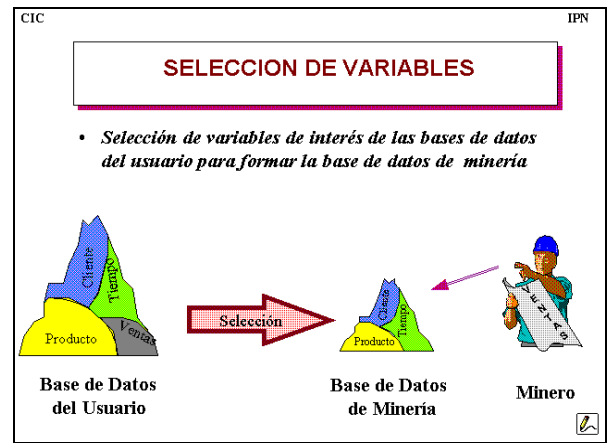 CIC
IPN
SELECCION DE VARIABLES
• Selección de variables de interés de las bases de datos
del usuario para formar la base de datos de minería
Cliente
Tiempo
Producto
Ventas
Selección
Cliente
Tiempo
Producto
VENTAS
Base de Datos
del Usuario
Base de Datos
de Minería
Minero